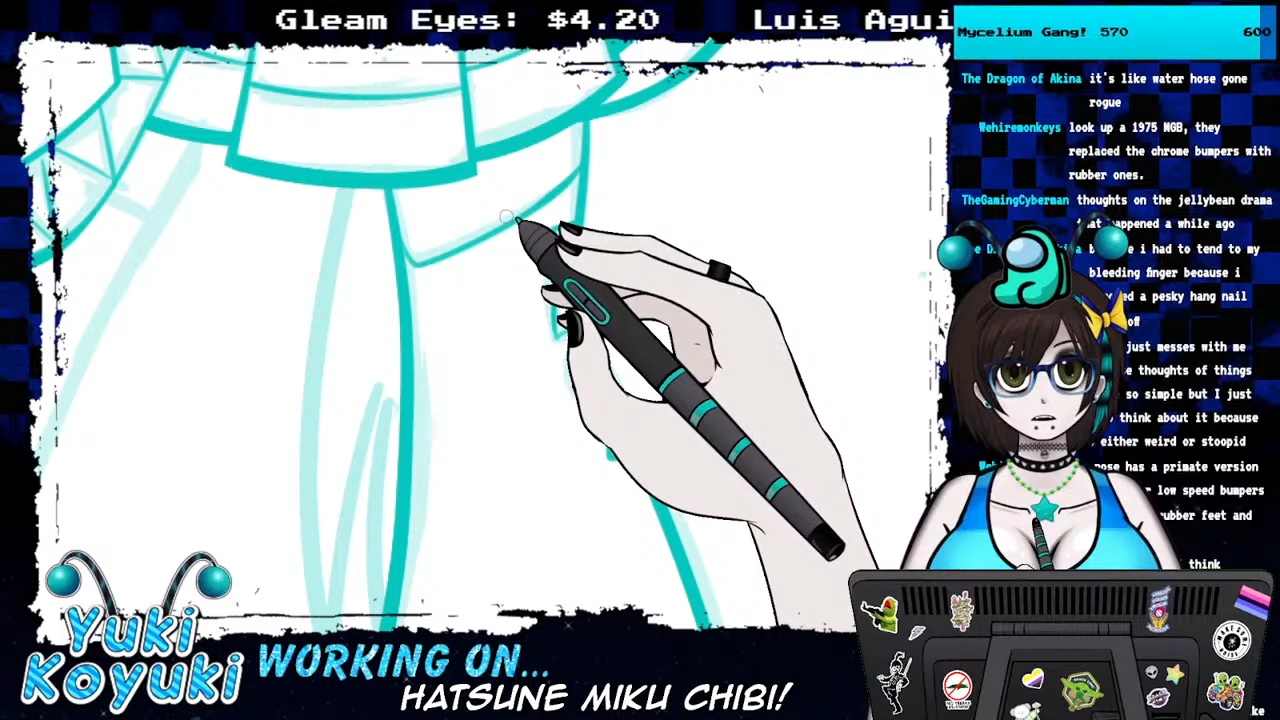 Gleam Eyes: $4.20 Luis Agui
Mycelium Gang! 570 600
The Dragon of Akina it's like water hose gone
rogue
Wehiremonkeys look up a 1975 MGB, they
replaced the chrome bumpers with
rubber ones.
TheGamingCyberman thoughts on the jellybean drama
happened a while ago
i had to tend to my
bleeding finger because i
a pesky hang nail
off
just messes with me
thoughts of things
so simple but I just
think about it because
either weird or stoopid
has a primate version
low speed bumpers
rubber feet and
think
Yuki
Koyuki
WORKING ON...
HATSUNE MIKU CHIBI!